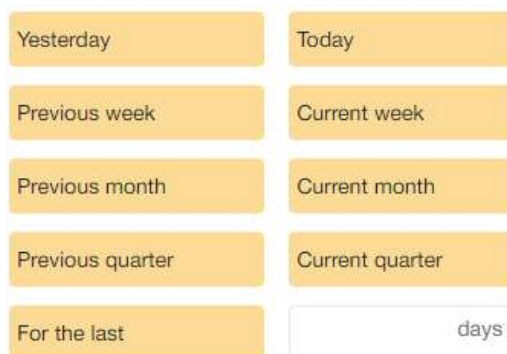 Yesterday Today
Previous week Current week
Previous month Current month
Previous quarter Current quarter
For the last days